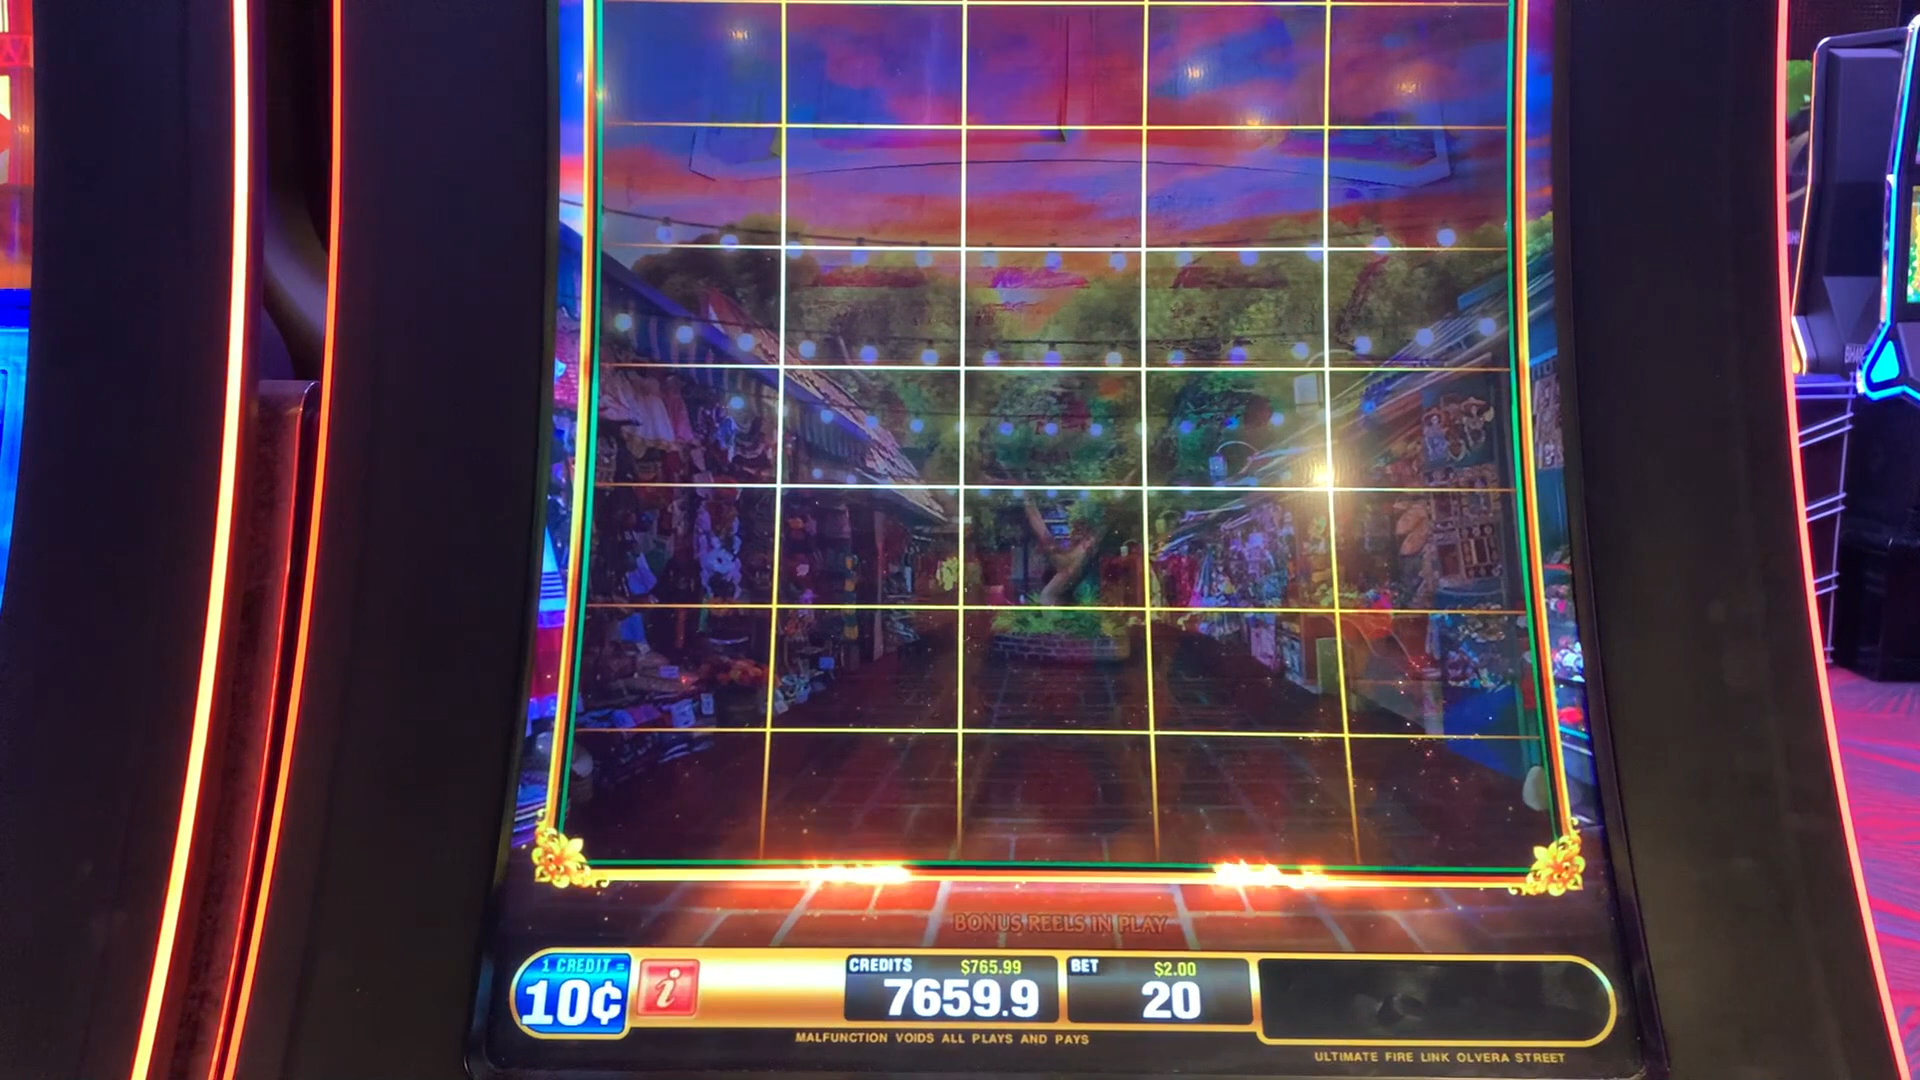 BONUS REELS IN PLAY
1 CREDIT =
10¢
i
CREDITS $765.99
7659.9
BET $2.00
20
MALFUNCTION VOIDS ALL PLAYS AND PAYS
ULTIMATE FIRE LINK OLVERA STREET